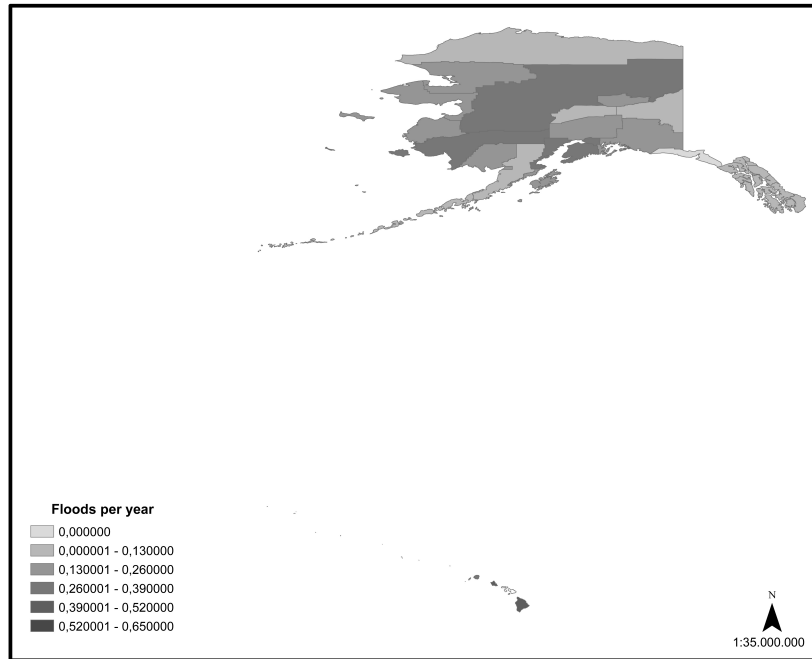 Floods per year
0,000000
0,000001 - 0,130000
0,130001 - 0,260000
0,260001 - 0,390000
0,390001 - 0,520000
0,520001 - 0,650000
N
1:35.000.000